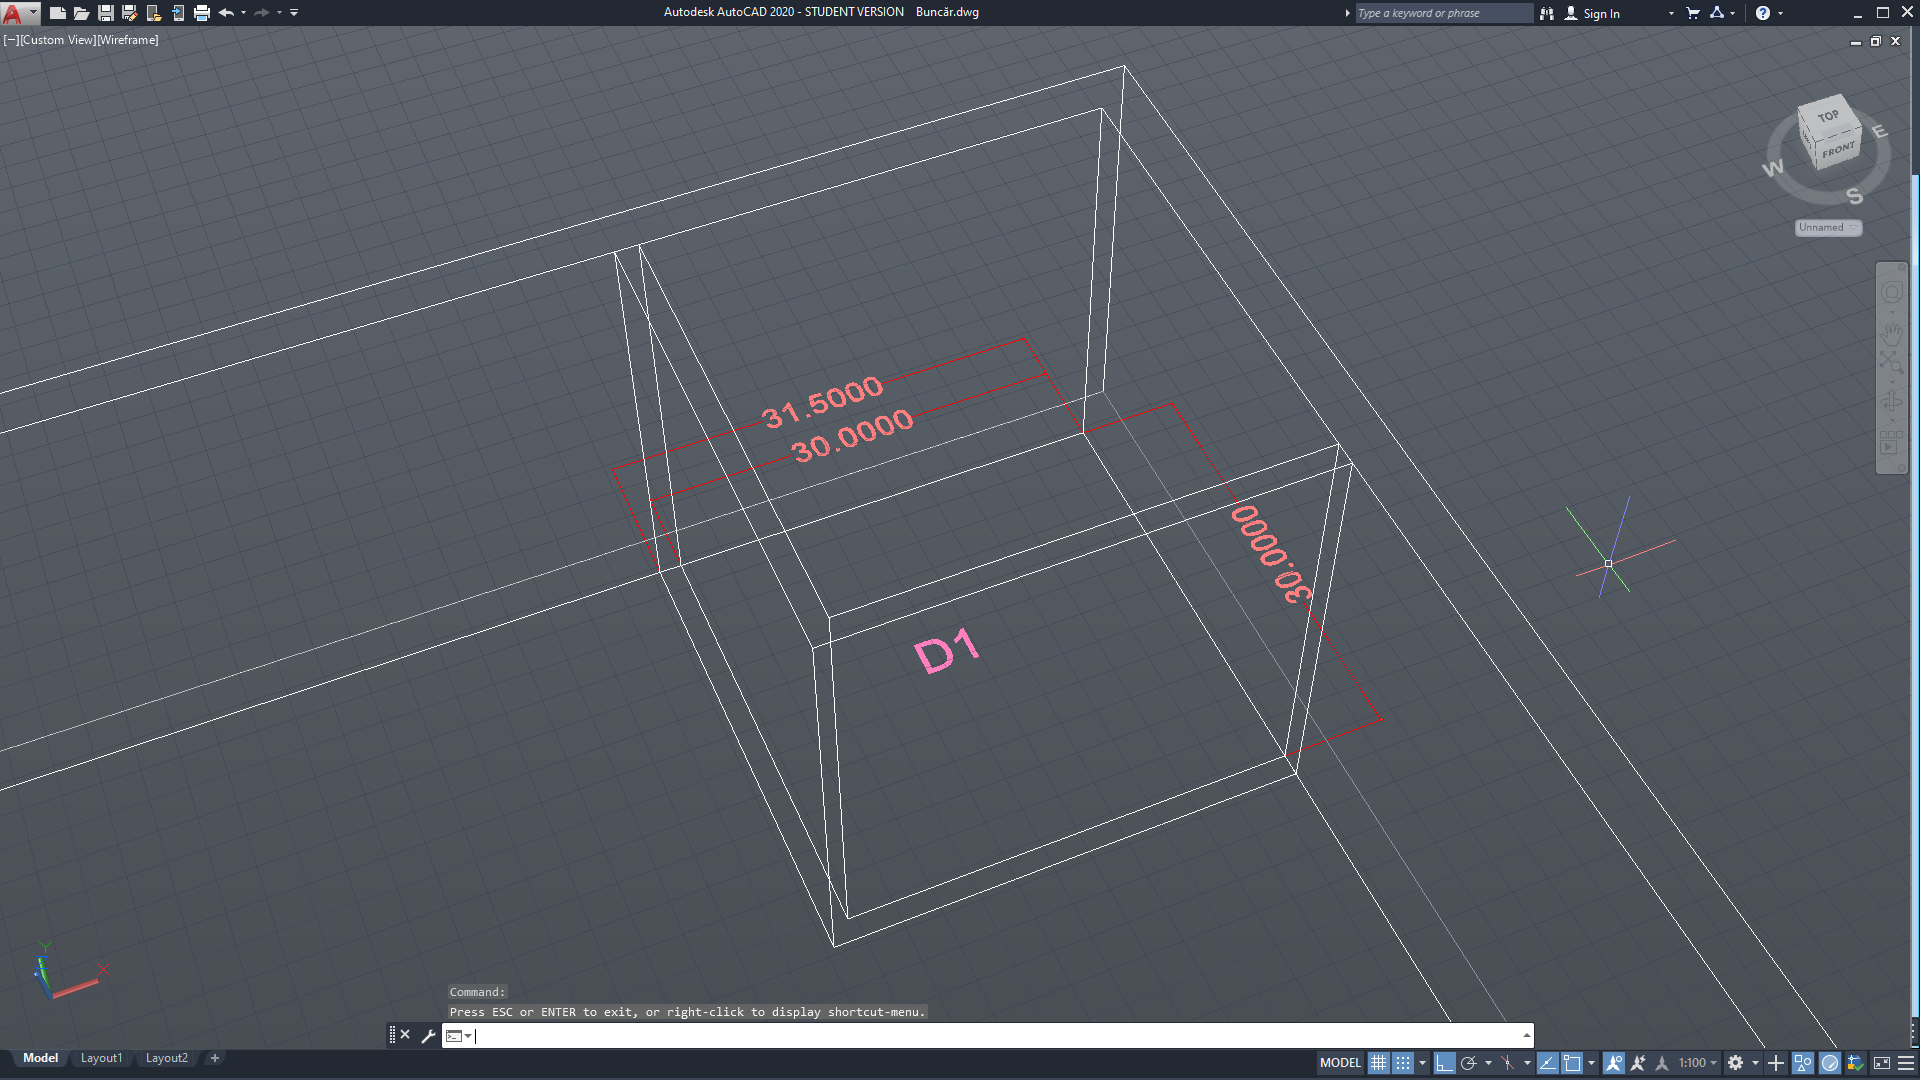 Autodesk AutoCAD 2020 - STUDENT VERSION Buncăr.dwg
Type a keyword or phrase
Sign In
[−][Custom View][Wireframe]
TOP
FRONT
W
E
S
Unnamed
31.5000
30.0000
30.0000
D1
Y
X
Command:
Press ESC or ENTER to exit, or right-click to display shortcut-menu.
Model Layout1 Layout2 +
MODEL
1:100